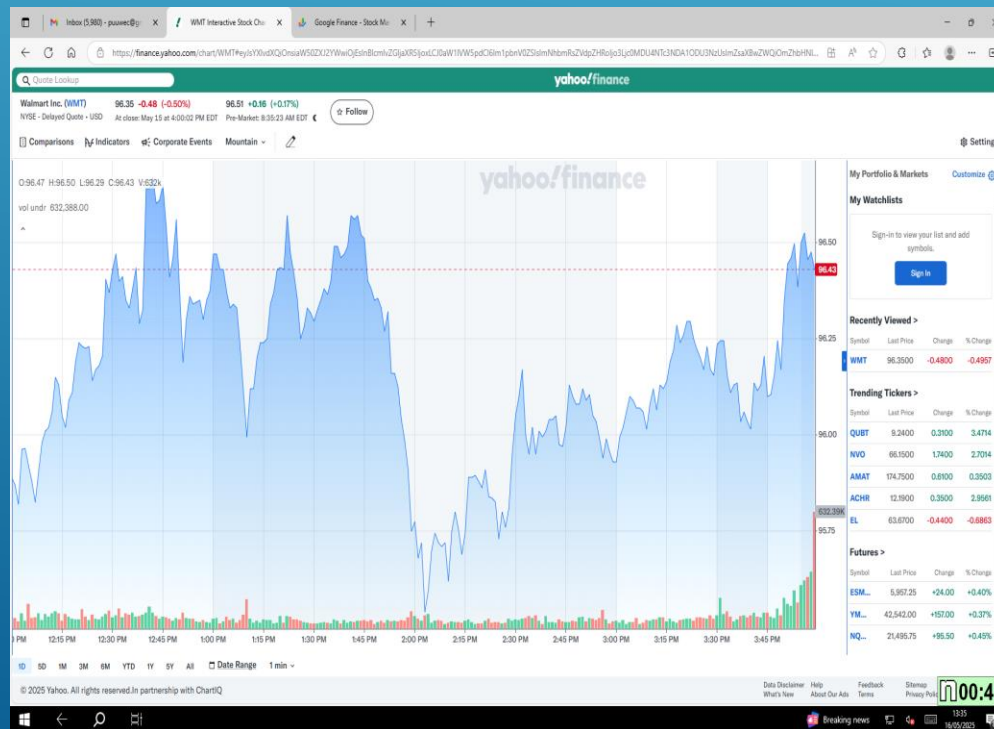 Inbox (5,980) - puuwec@g
WMT Interactive Stock Cha
Google Finance - Stock Ma
Quote Lookup
yahoo!finance
Walmart Inc. (WMT)
96.35 -0.48 (-0.50%)
96.51 +0.16 (+0.17%)
NYSE - Delayed Quote • USD
At close: May 15 at 4:00:02 PM EDT
Pre-Market: 8:35:23 AM EDT
Follow
Comparisons
Indicators
Corporate Events
Mountain
Setting
yahoo!finance
O:96.47 H:96.50 L:96.29 C:96.43 V:632k
vol undr 632,388.00
96.50
96.43
96.25
96.00
632.39K
95.75
PM 12:15 PM 12:30 PM 12:45 PM 1:00 PM 1:15 PM 1:30 PM 1:45 PM 2:00 PM 2:15 PM 2:30 PM 2:45 PM 3:00 PM 3:15 PM 3:30 PM 3:45 PM
1D 5D 1M 3M 6M YTD 1Y 5Y All Date Range 1 min
My Portfolio & Markets Customize
My Watchlists
Sign-in to view your list and add
symbols.
Sign In
Recently Viewed >
Symbol Last Price Change % Change
WMT 96.3500 -0.4800 -0.4957
Trending Tickers >
Symbol Last Price Change % Change
QUBT 9.2400 0.3100 3.4714
NVO 66.1500 1.7400 2.7014
AMAT 174.7500 0.6100 0.3503
ACHR 12.1900 0.3500 2.9561
EL 63.6700 -0.4400 -0.6863
Futures >
Symbol Last Price Change % Change
ESM... 5,957.25 +24.00 +0.40%
YM... 42,542.00 +157.00 +0.37%
NQ... 21,495.75 +95.50 +0.45%
© 2025 Yahoo. All rights reserved.In partnership with ChartIQ
Data Disclaimer Help Feedback Sitemap
What's New About Our Ads Terms Privacy
00:4
Breaking news
13:35
16/05/2025